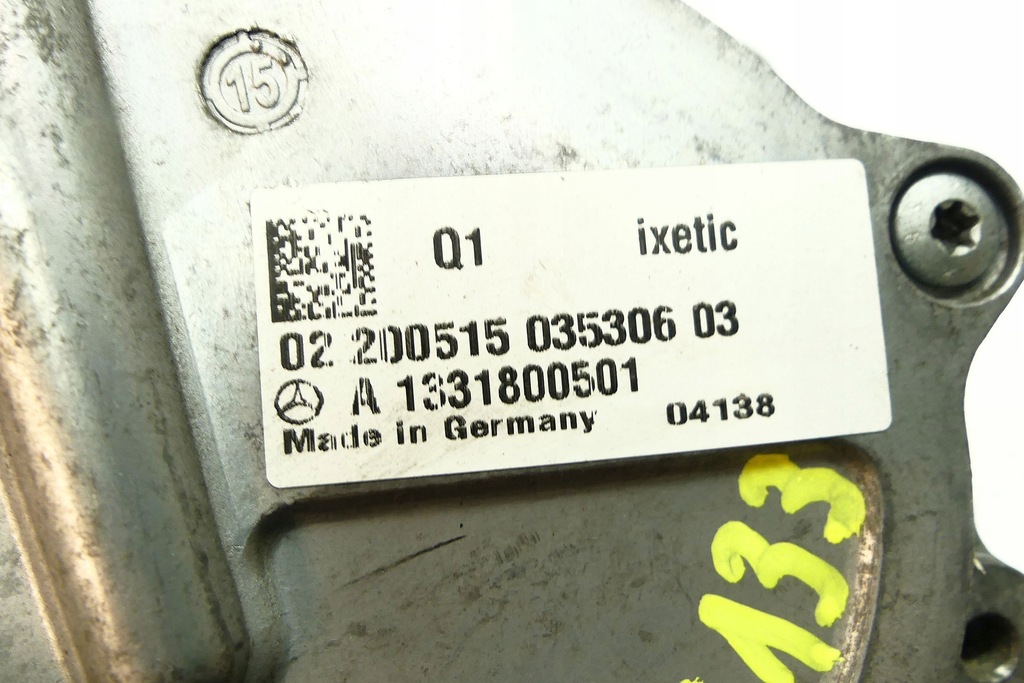 15
Q1 ixetic
02 200515 035306 03
A 1331800501
Made in Germany 04138
133